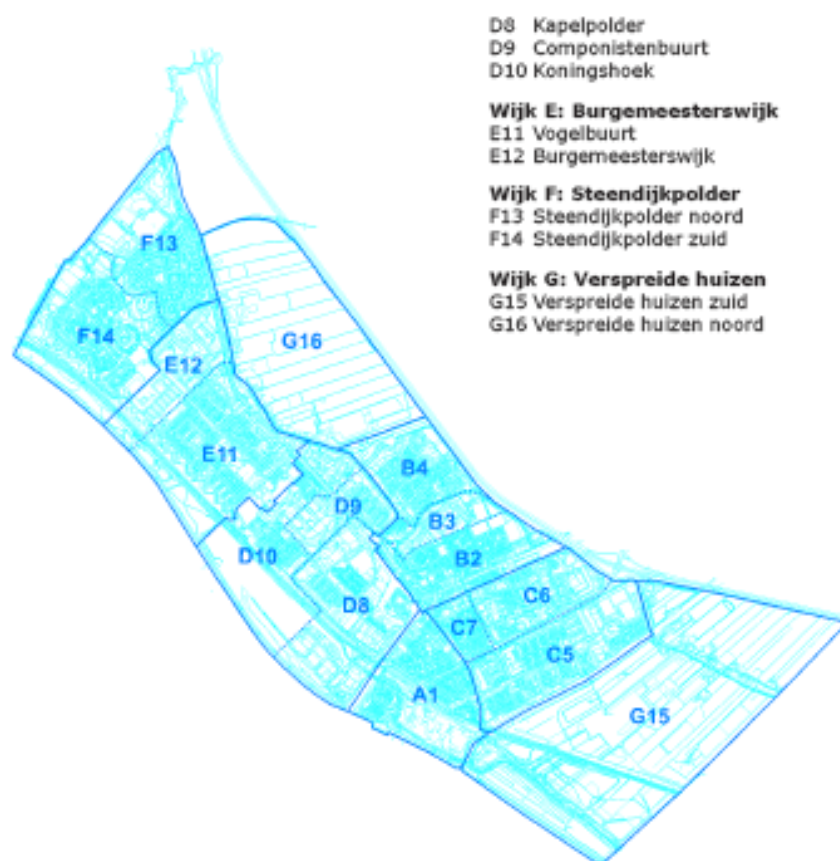 D8 Kapelpolder
D9 Componistenbuurt
D10 Koningshoek
Wijk E: Burgemeesterswijk
E11 Vogelbuurt
E12 Burgemeesterswijk
Wijk F: Steendijkpolder
F13 Steendijkpolder noord
F14 Steendijkpolder zuid
Wijk G: Verspreide huizen
G15 Verspreide huizen zuid
G16 Verspreide huizen noord
F13
F14
G16
E12
E11
B4
D9
B3
D10
B2
D8
C6
C7
C5
A1
G15